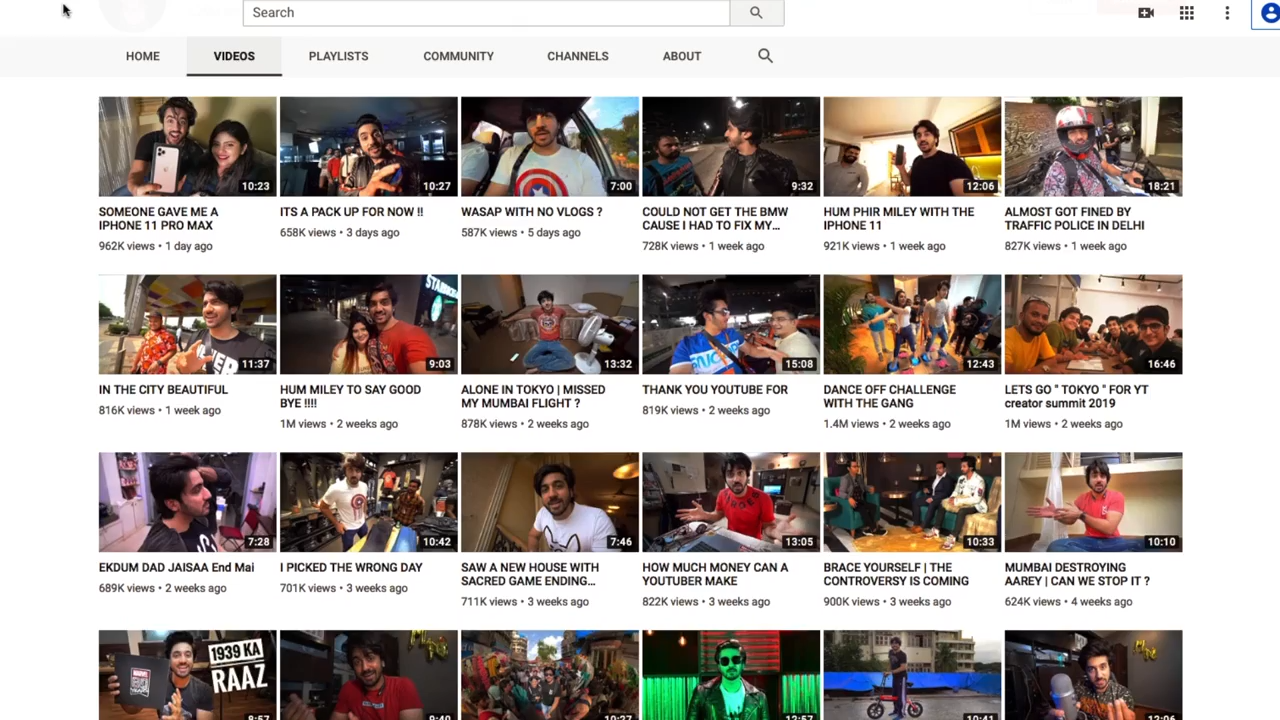 Search
HOME
VIDEOS
PLAYLISTS
COMMUNITY
CHANNELS
ABOUT
10:23
10:27
7:00
9:32
12:06
18:21
SOMEONE GAVE ME A
IPHONE 11 PRO MAX
962K views • 1 day ago
ITS A PACK UP FOR NOW !!
658K views • 3 days ago
WASAP WITH NO VLOGS ?
587K views • 5 days ago
COULD NOT GET THE BMW
CAUSE I HAD TO FIX MY...
728K views • 1 week ago
HUM PHIR MILEY WITH THE
IPHONE 11
921K views • 1 week ago
ALMOST GOT FINED BY
TRAFFIC POLICE IN DELHI
827K views • 1 week ago
11:37
9:03
13:32
15:08
12:43
16:46
IN THE CITY BEAUTIFUL
816K views • 1 week ago
HUM MILEY TO SAY GOOD
BYE !!!!
1M views • 2 weeks ago
ALONE IN TOKYO | MISSED
MY MUMBAI FLIGHT ?
878K views • 2 weeks ago
THANK YOU YOUTUBE FOR
819K views • 2 weeks ago
DANCE OFF CHALLENGE
WITH THE GANG
1.4M views • 2 weeks ago
LETS GO " TOKYO " FOR YT
creator summit 2019
1M views • 2 weeks ago
7:28
10:42
7:46
13:05
10:33
10:10
EKDUM DAD JAISAA End Mai
689K views • 2 weeks ago
I PICKED THE WRONG DAY
701K views • 3 weeks ago
SAW A NEW HOUSE WITH
SACRED GAME ENDING...
711K views • 3 weeks ago
HOW MUCH MONEY CAN A
YOUTUBER MAKE
822K views • 3 weeks ago
BRACE YOURSELF | THE
CONTROVERSY IS COMING
900K views • 3 weeks ago
MUMBAI DESTROYING
AAREY | CAN WE STOP IT ?
624K views • 4 weeks ago
1939 KA
RAAZ
MARVEL
8:57
9:40
10:27
12:57
10:41
12:06